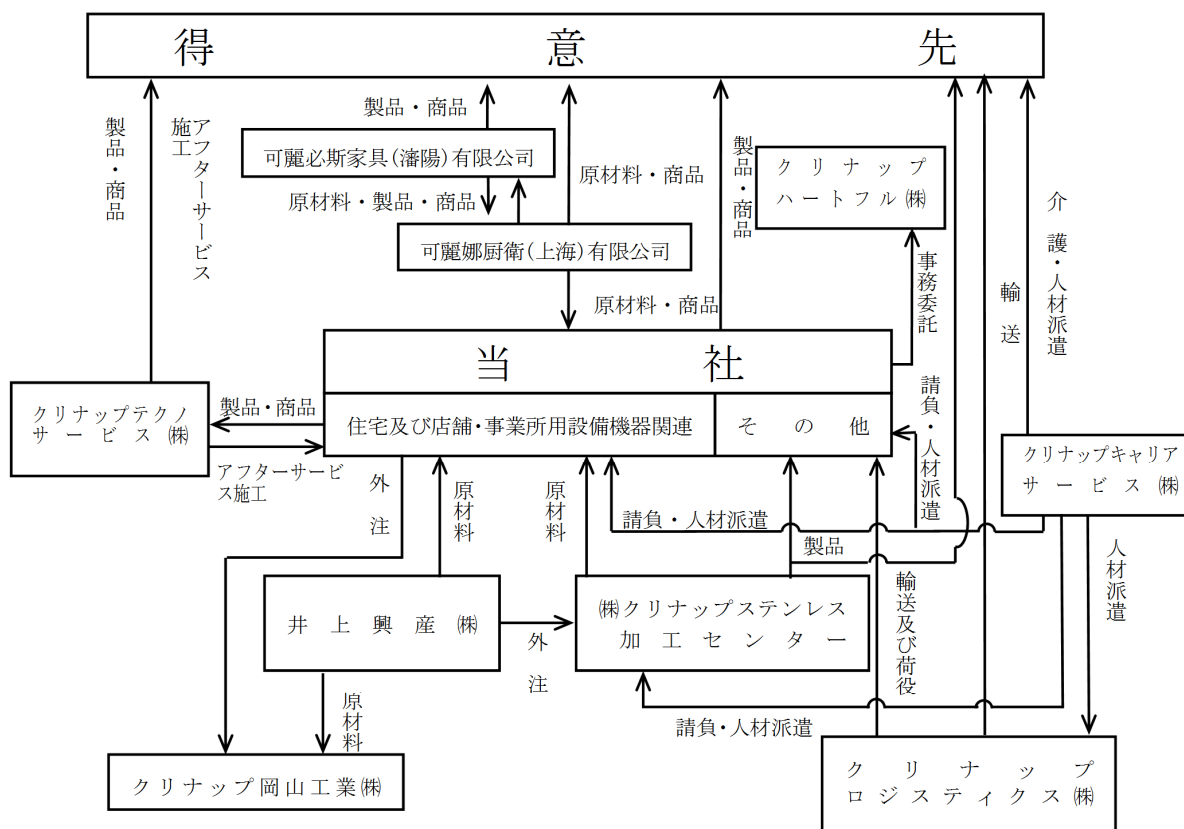 得意先
製品・商品
アフターサービス
施工
製品・商品
可麗必斯家具(瀋陽)有限公司
原材料・製品・商品
原材料・商品
製品・商品
可麗娜厨衛(上海)有限公司
原材料・商品
クリナップ
ハートフル㈱
事務委託
輸送
介護・人材派遣
当社
住宅及び店舗・事業所用設備機器関連
その他
クリナップテクノ
サービス㈱
製品・商品
アフターサービ
ス施工
請負・人材派遣
クリナップキャリア
サービス㈱
外注
原材料
原材料
請負・人材派遣
製品
人材派遣
井上興産㈱
外注
㈱クリナップステンレス
加工センター
輸送及び荷役
原材料
請負・人材派遣
クリナップ岡山工業㈱
クリナップ
ロジスティクス㈱